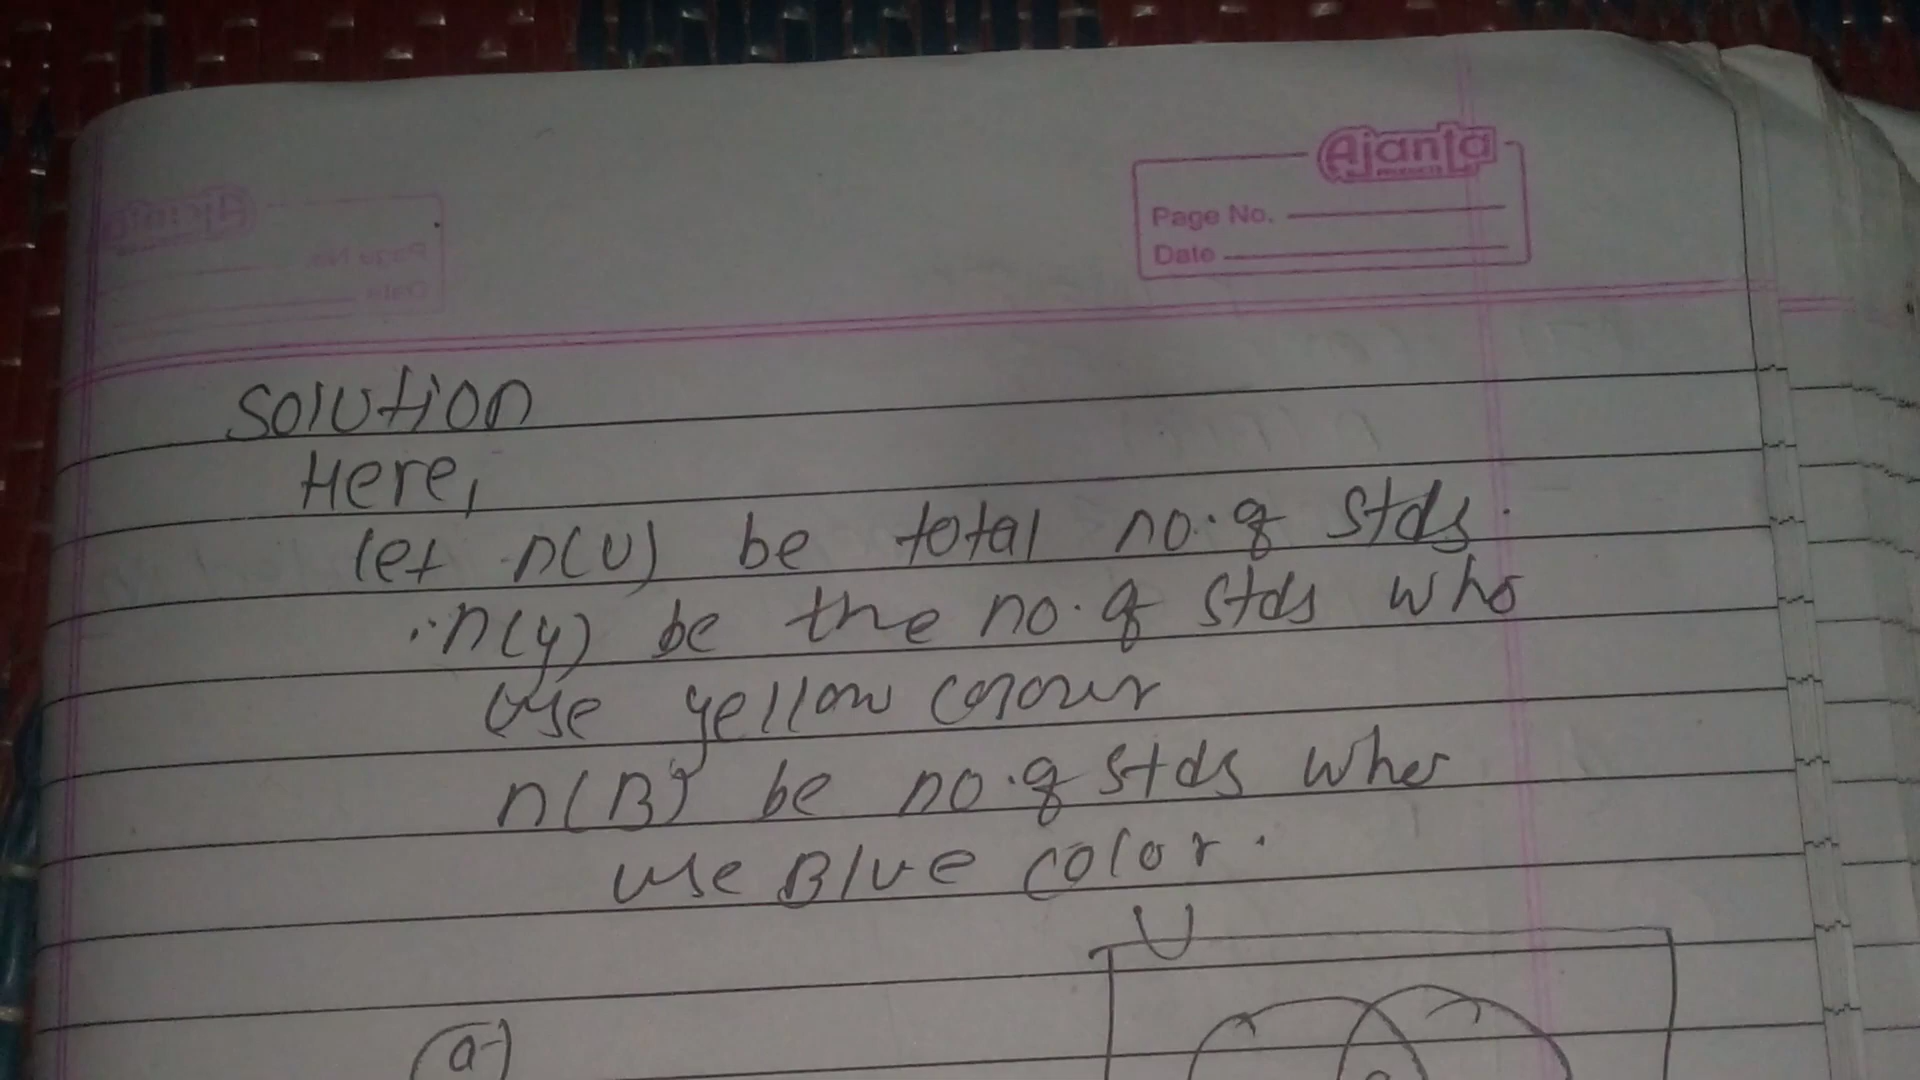 Ajanta
Page No.
Date
Solution
Here,
let n(U) be total no. of Stds.
∴ n(y) be the no. of Stds who
use yellow colour
n(B) be no. of Stds whos
use Blue color.
U
a)